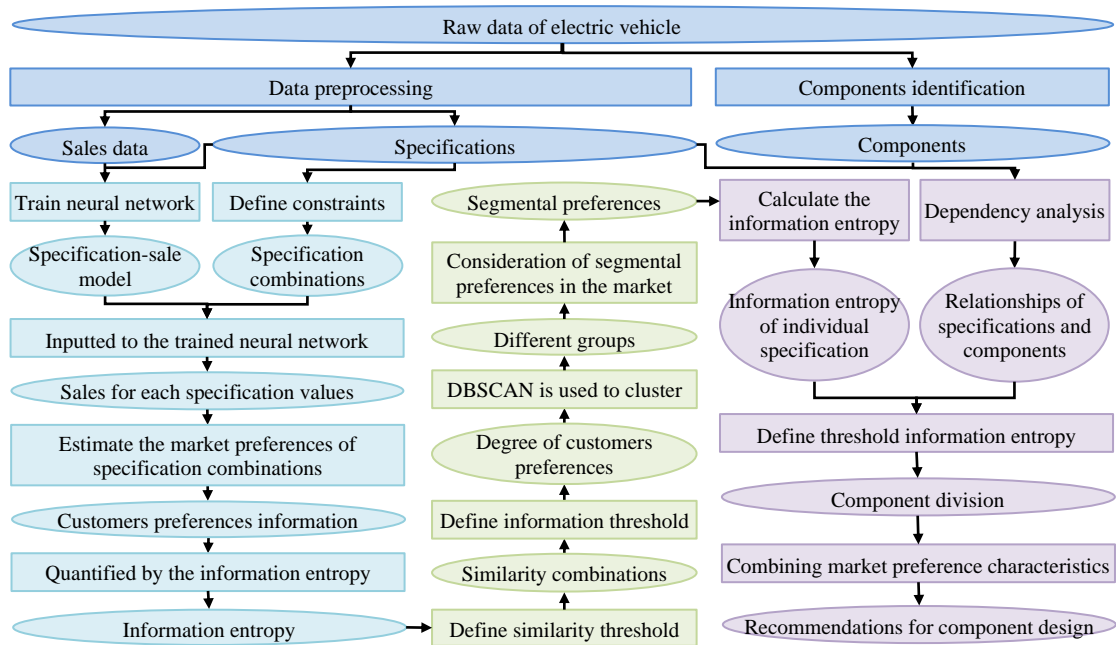 Raw data of electric vehicle
Data preprocessing
Components identification
Sales data
Specifications
Components
Train neural network
Define constraints
Specification-sale
model
Specification
combinations
Inputted to the trained neural network
Sales for each specification values
Estimate the market preferences of
specification combinations
Customers preferences information
Quantified by the information entropy
Information entropy
Segmental preferences
Consideration of segmental
preferences in the market
Different groups
DBSCAN is used to cluster
Degree of customers
preferences
Define information threshold
Similarity combinations
Define similarity threshold
Calculate the
information entropy
Dependency analysis
Information entropy
of individual
specification
Relationships of
specifications and
components
Define threshold information entropy
Component division
Combining market preference characteristics
Recommendations for component design